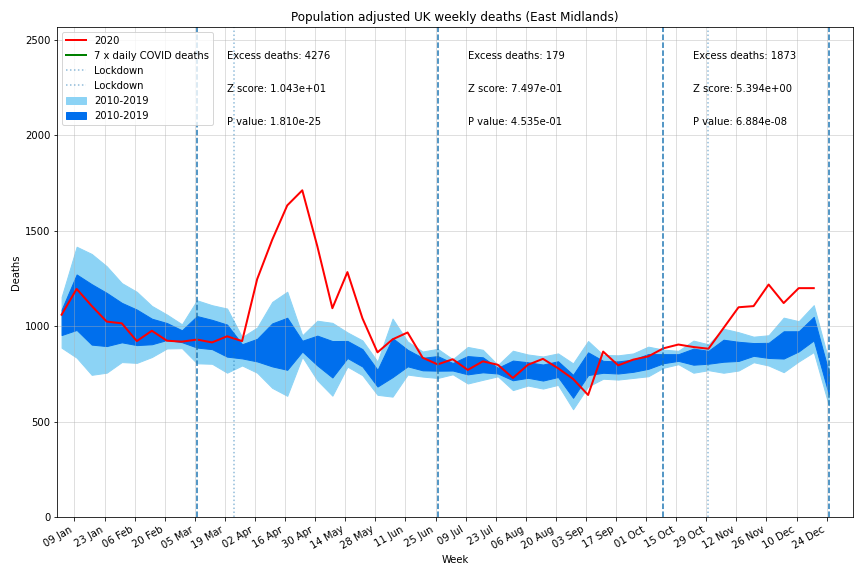 Population adjusted UK weekly deaths (East Midlands)
2020
7 x daily COVID deaths
Lockdown
Lockdown
2010-2019
2010-2019
Excess deaths: 4276
Z score: 1.043e+01
P value: 1.810e-25
Excess deaths: 179
Z score: 7.497e-01
P value: 4.535e-01
Excess deaths: 1873
Z score: 5.394e+00
P value: 6.884e-08
Deaths
2500
2000
1500
1000
500
0
09 Jan
23 Jan
06 Feb
20 Feb
05 Mar
19 Mar
02 Apr
16 Apr
30 Apr
14 May
28 May
11 Jun
25 Jun
09 Jul
23 Jul
06 Aug
20 Aug
03 Sep
17 Sep
01 Oct
15 Oct
29 Oct
12 Nov
26 Nov
10 Dec
24 Dec
Week